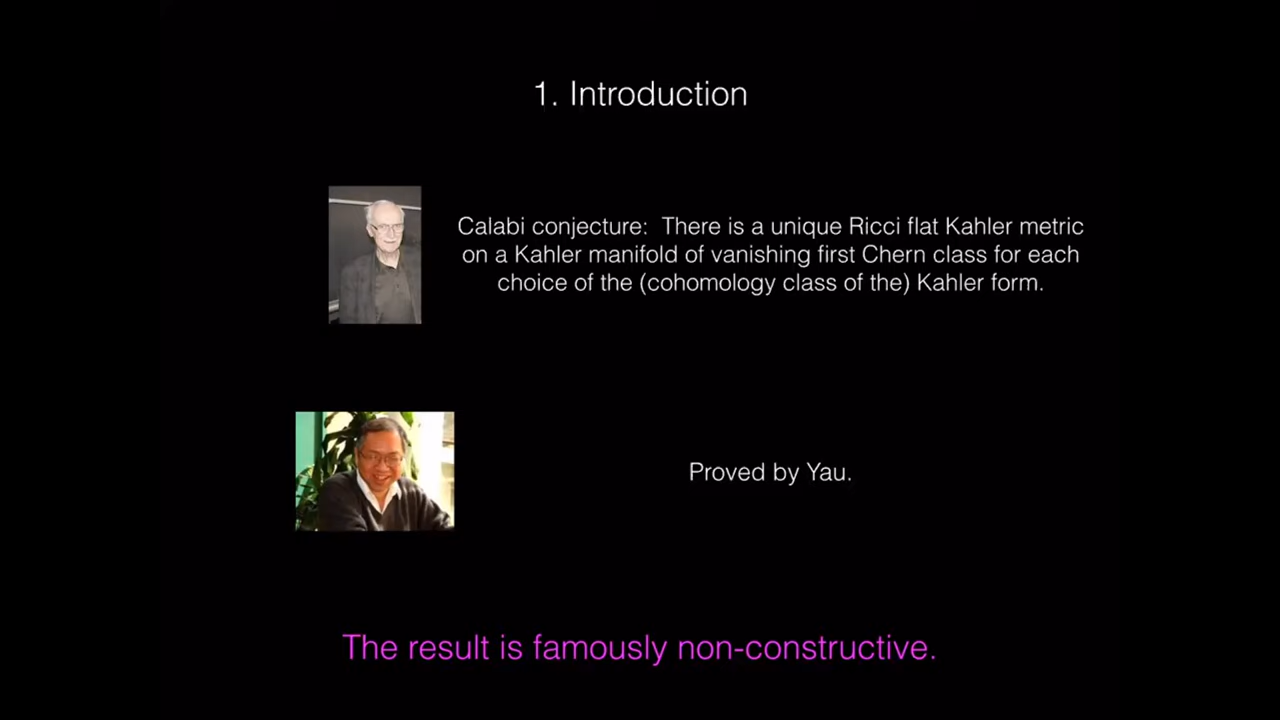 1. Introduction
Calabi conjecture: There is a unique Ricci flat Kahler metric
on a Kahler manifold of vanishing first Chern class for each
choice of the (cohomology class of the) Kahler form.
Proved by Yau.
The result is famously non-constructive.